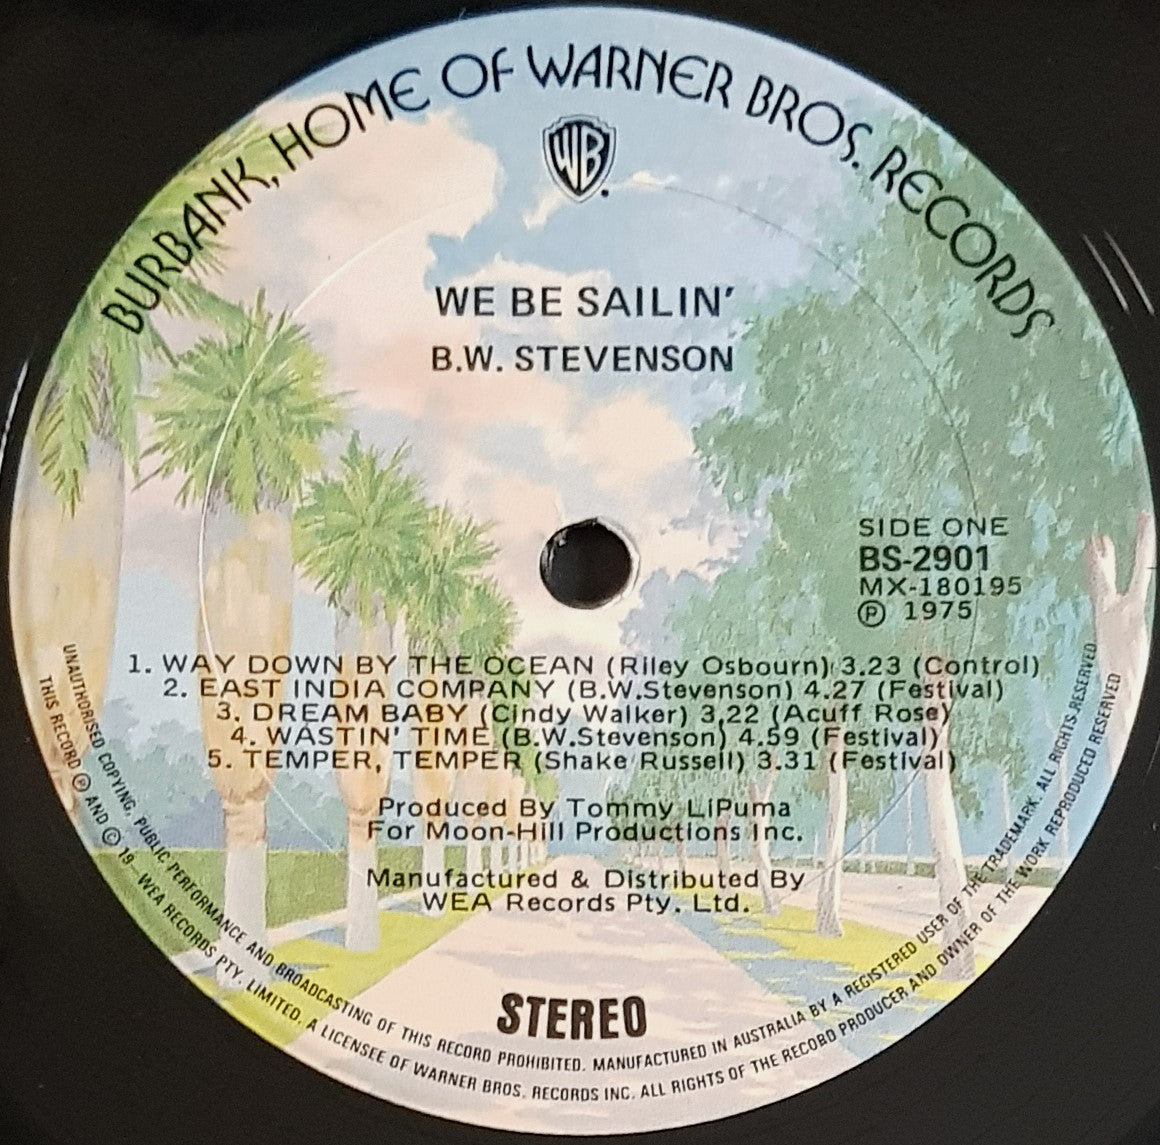 BURBANK, HOME OF WARNER BROS. RECORDS
WB
WE BE SAILIN'
B.W. STEVENSON
SIDE ONE
BS-2901
MX-180195
Ⓟ 1975
1. WAY DOWN BY THE OCEAN (Riley Osbourn) 3.23 (Control)
2. EAST INDIA COMPANY (B.W.Stevenson) 4.27 (Festival)
3. DREAM BABY (Cindy Walker) 3,22 (Acuff Rose)
4. WASTIN' TIME (B.W.Stevenson) 4.59 (Festival)
5. TEMPER, TEMPER (Shake Russell) 3.31 (Festival)
Produced By Tommy LiPuma
For Moon-Hill Productions Inc.
Manufactured & Distributed By
WEA Records Pty. Ltd.
STEREO
UNAUTHORISED COPYING, PUBLIC PERFORMANCE AND BROADCASTING OF THIS RECORD PROHIBITED. MANUFACTURED IN AUSTRALIA BY A REGISTERED USER OF THE TRADEMARK. ALL RIGHTS RESERVED
THIS RECORD Ⓟ AND © 19—WEA RECORDS PTY. LIMITED. A LICENSEE OF WARNER BROS. RECORDS INC. ALL RIGHTS OF THE RECORD PRODUCER AND OWNER OF THE WORK REPRODUCED RESERVED